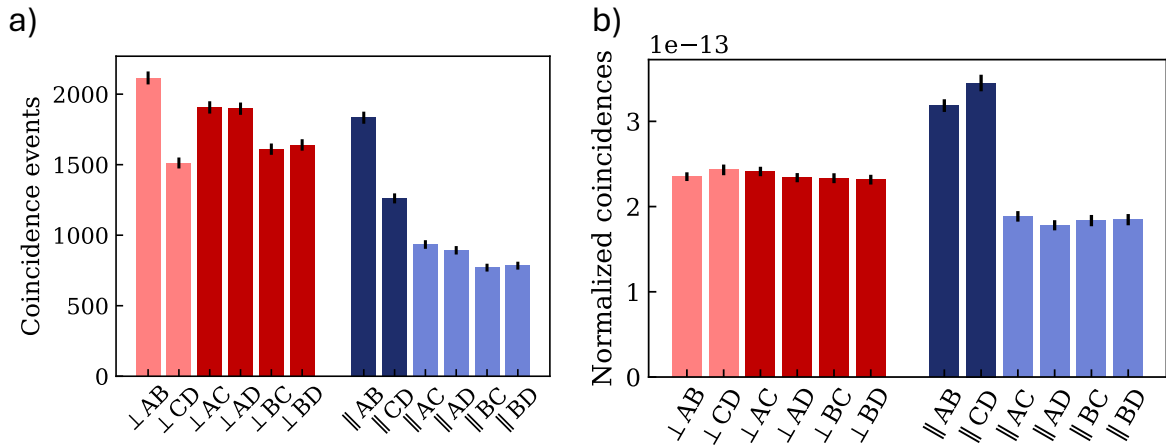 a)
Coincidence events
2000
1500
1000
500
0
⊥ AB
⊥ CD
⊥ AC
⊥ AD
⊥ BC
⊥ BD
∥ AB
∥ CD
∥ AC
∥ AD
∥ BC
∥ BD
b)
1e−13
Normalized coincidences
3
2
1
0
⊥ AB
⊥ CD
⊥ AC
⊥ AD
⊥ BC
⊥ BD
∥ AB
∥ CD
∥ AC
∥ AD
∥ BC
∥ BD